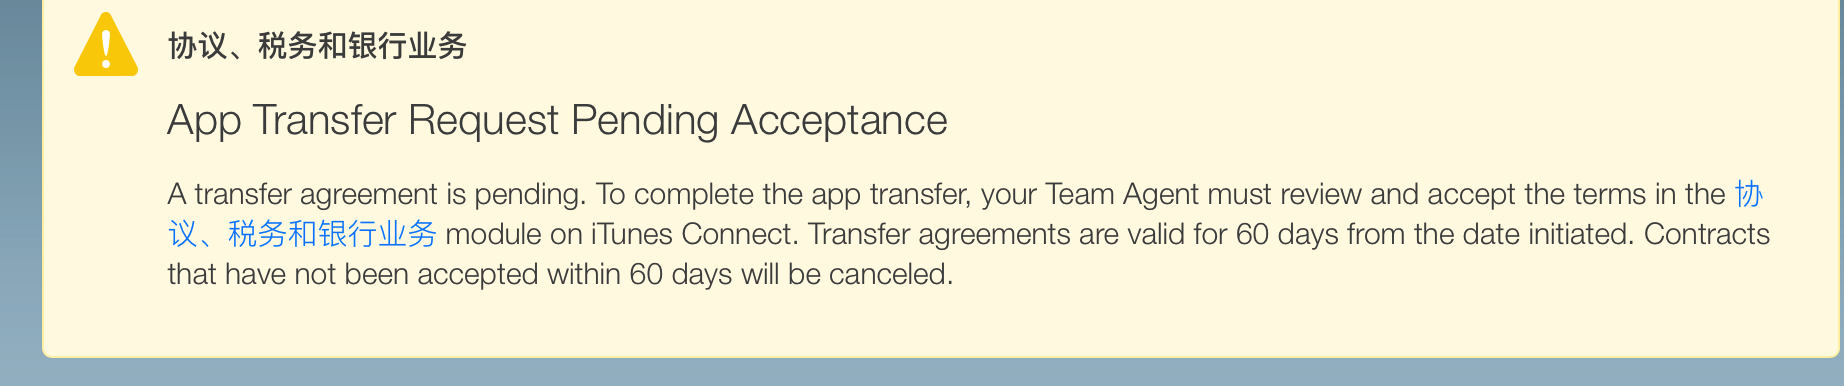 协议、税务和银行业务
App Transfer Request Pending Acceptance
A transfer agreement is pending. To complete the app transfer, your Team Agent must review and accept the terms in the 协
议、税务和银行业务 module on iTunes Connect. Transfer agreements are valid for 60 days from the date initiated. Contracts
that have not been accepted within 60 days will be canceled.